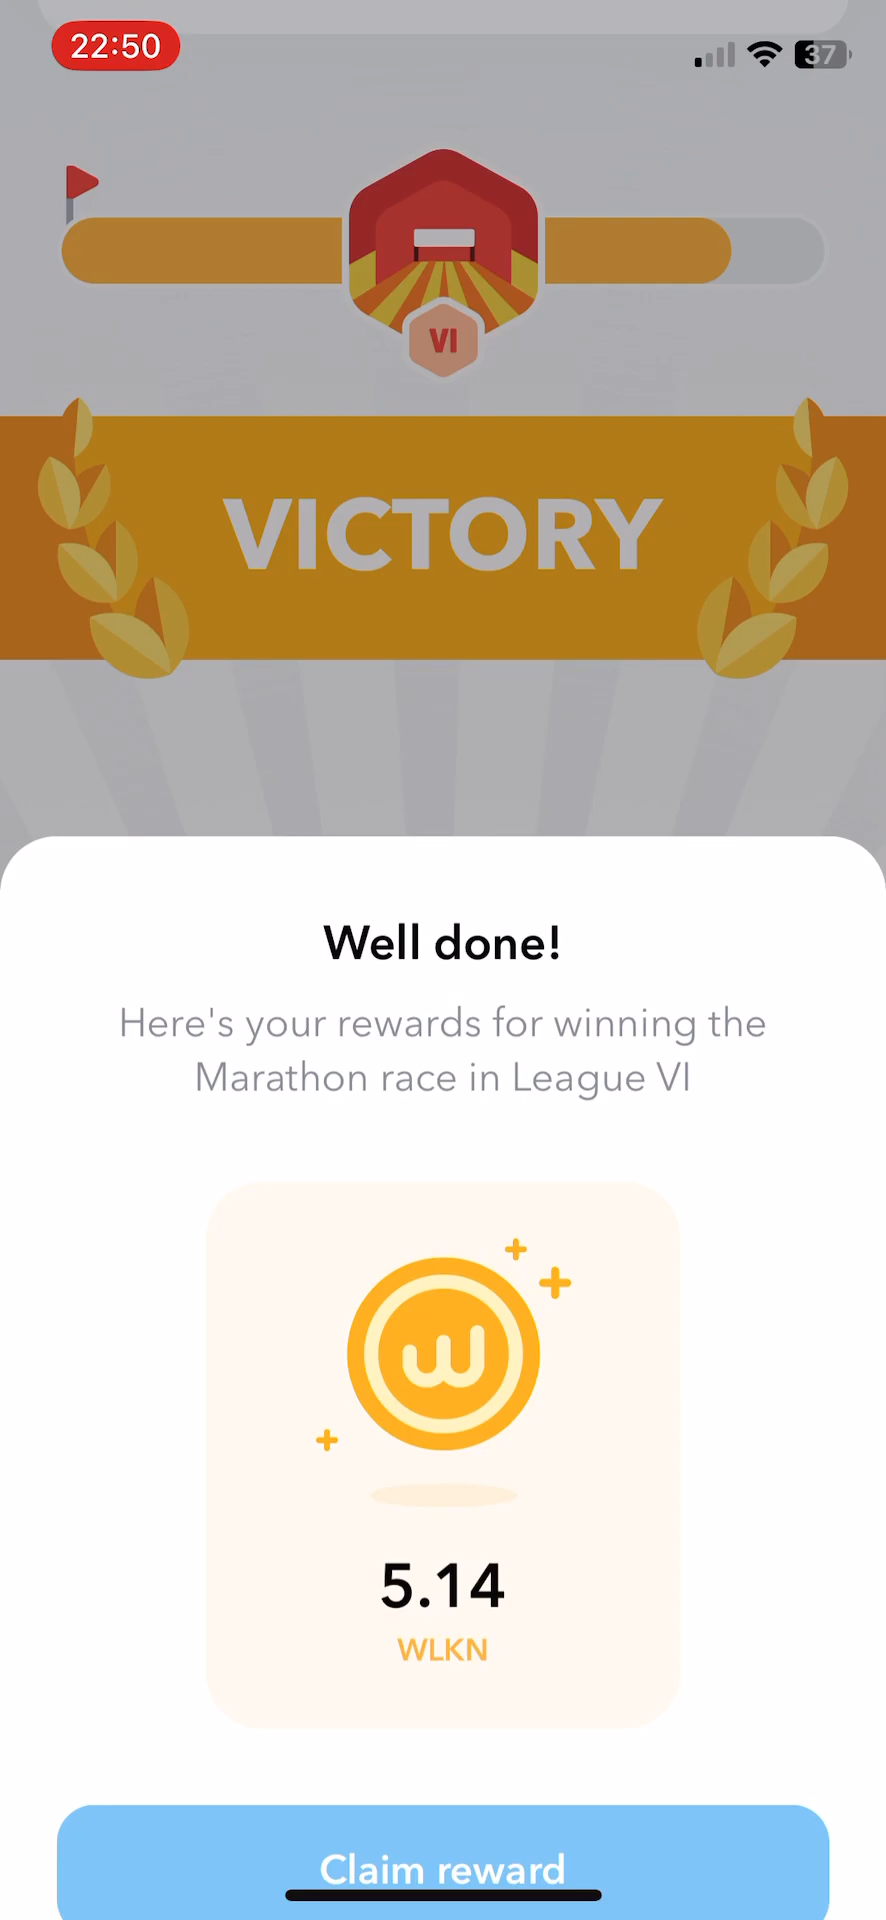 22:50
37
VI
VICTORY
Well done!
Here's your rewards for winning the
Marathon race in League VI
5.14
WLKN
Claim reward